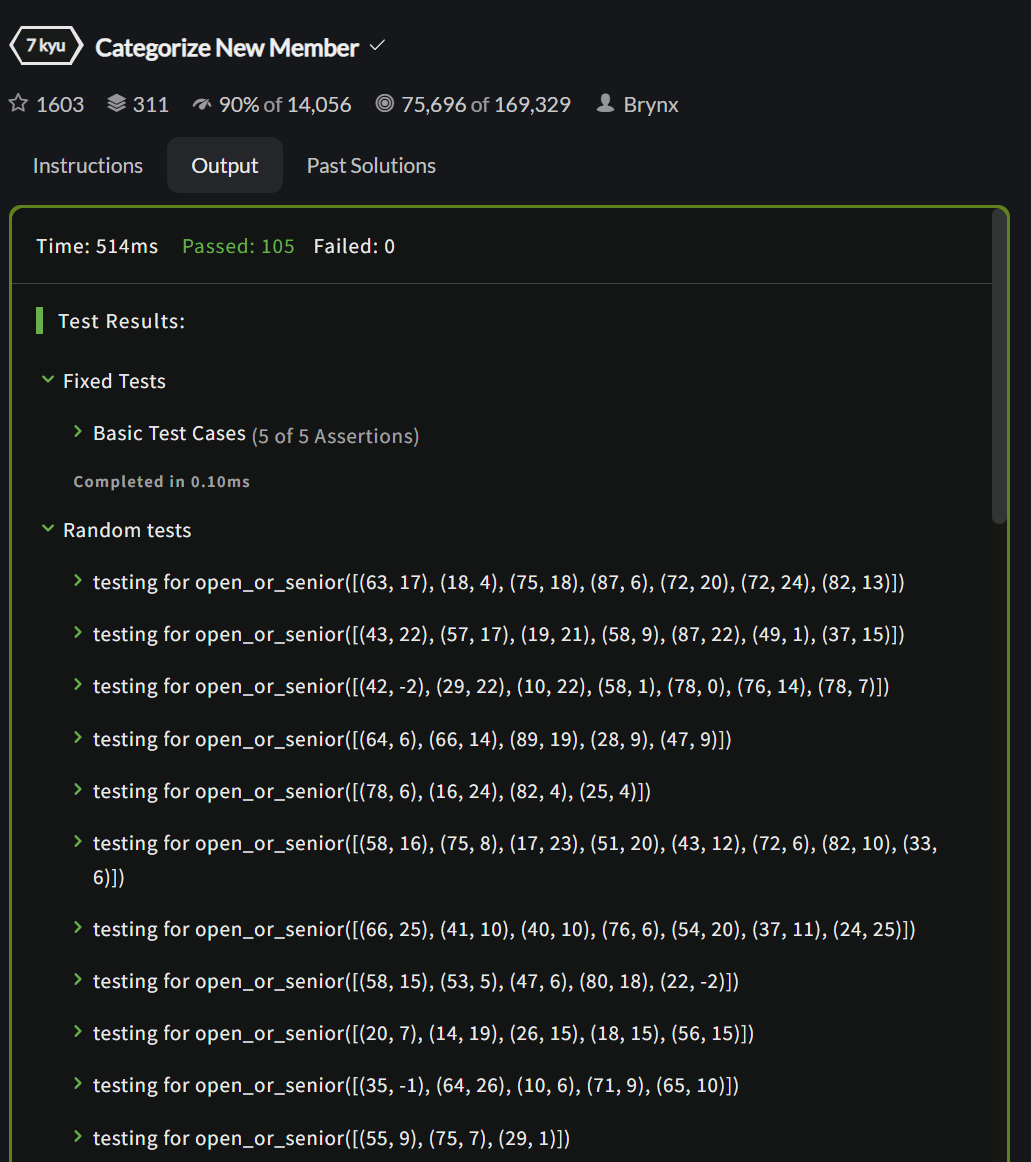 7 kyu Categorize New Member
1603 311 90% of 14,056 75,696 of 169,329 Brynx
Instructions Output Past Solutions
Time: 514ms Passed: 105 Failed: 0
Test Results:
Fixed Tests
Basic Test Cases (5 of 5 Assertions)
Completed in 0.10ms
Random tests
testing for open_or_senior([(63, 17), (18, 4), (75, 18), (87, 6), (72, 20), (72, 24), (82, 13)])
testing for open_or_senior([(43, 22), (57, 17), (19, 21), (58, 9), (87, 22), (49, 1), (37, 15)])
testing for open_or_senior([(42, -2), (29, 22), (10, 22), (58, 1), (78, 0), (76, 14), (78, 7)])
testing for open_or_senior([(64, 6), (66, 14), (89, 19), (28, 9), (47, 9)])
testing for open_or_senior([(78, 6), (16, 24), (82, 4), (25, 4)])
testing for open_or_senior([(58, 16), (75, 8), (17, 23), (51, 20), (43, 12), (72, 6), (82, 10), (33,
6)])
testing for open_or_senior([(66, 25), (41, 10), (40, 10), (76, 6), (54, 20), (37, 11), (24, 25)])
testing for open_or_senior([(58, 15), (53, 5), (47, 6), (80, 18), (22, -2)])
testing for open_or_senior([(20, 7), (14, 19), (26, 15), (18, 15), (56, 15)])
testing for open_or_senior([(35, -1), (64, 26), (10, 6), (71, 9), (65, 10)])
testing for open_or_senior([(55, 9), (75, 7), (29, 1)])